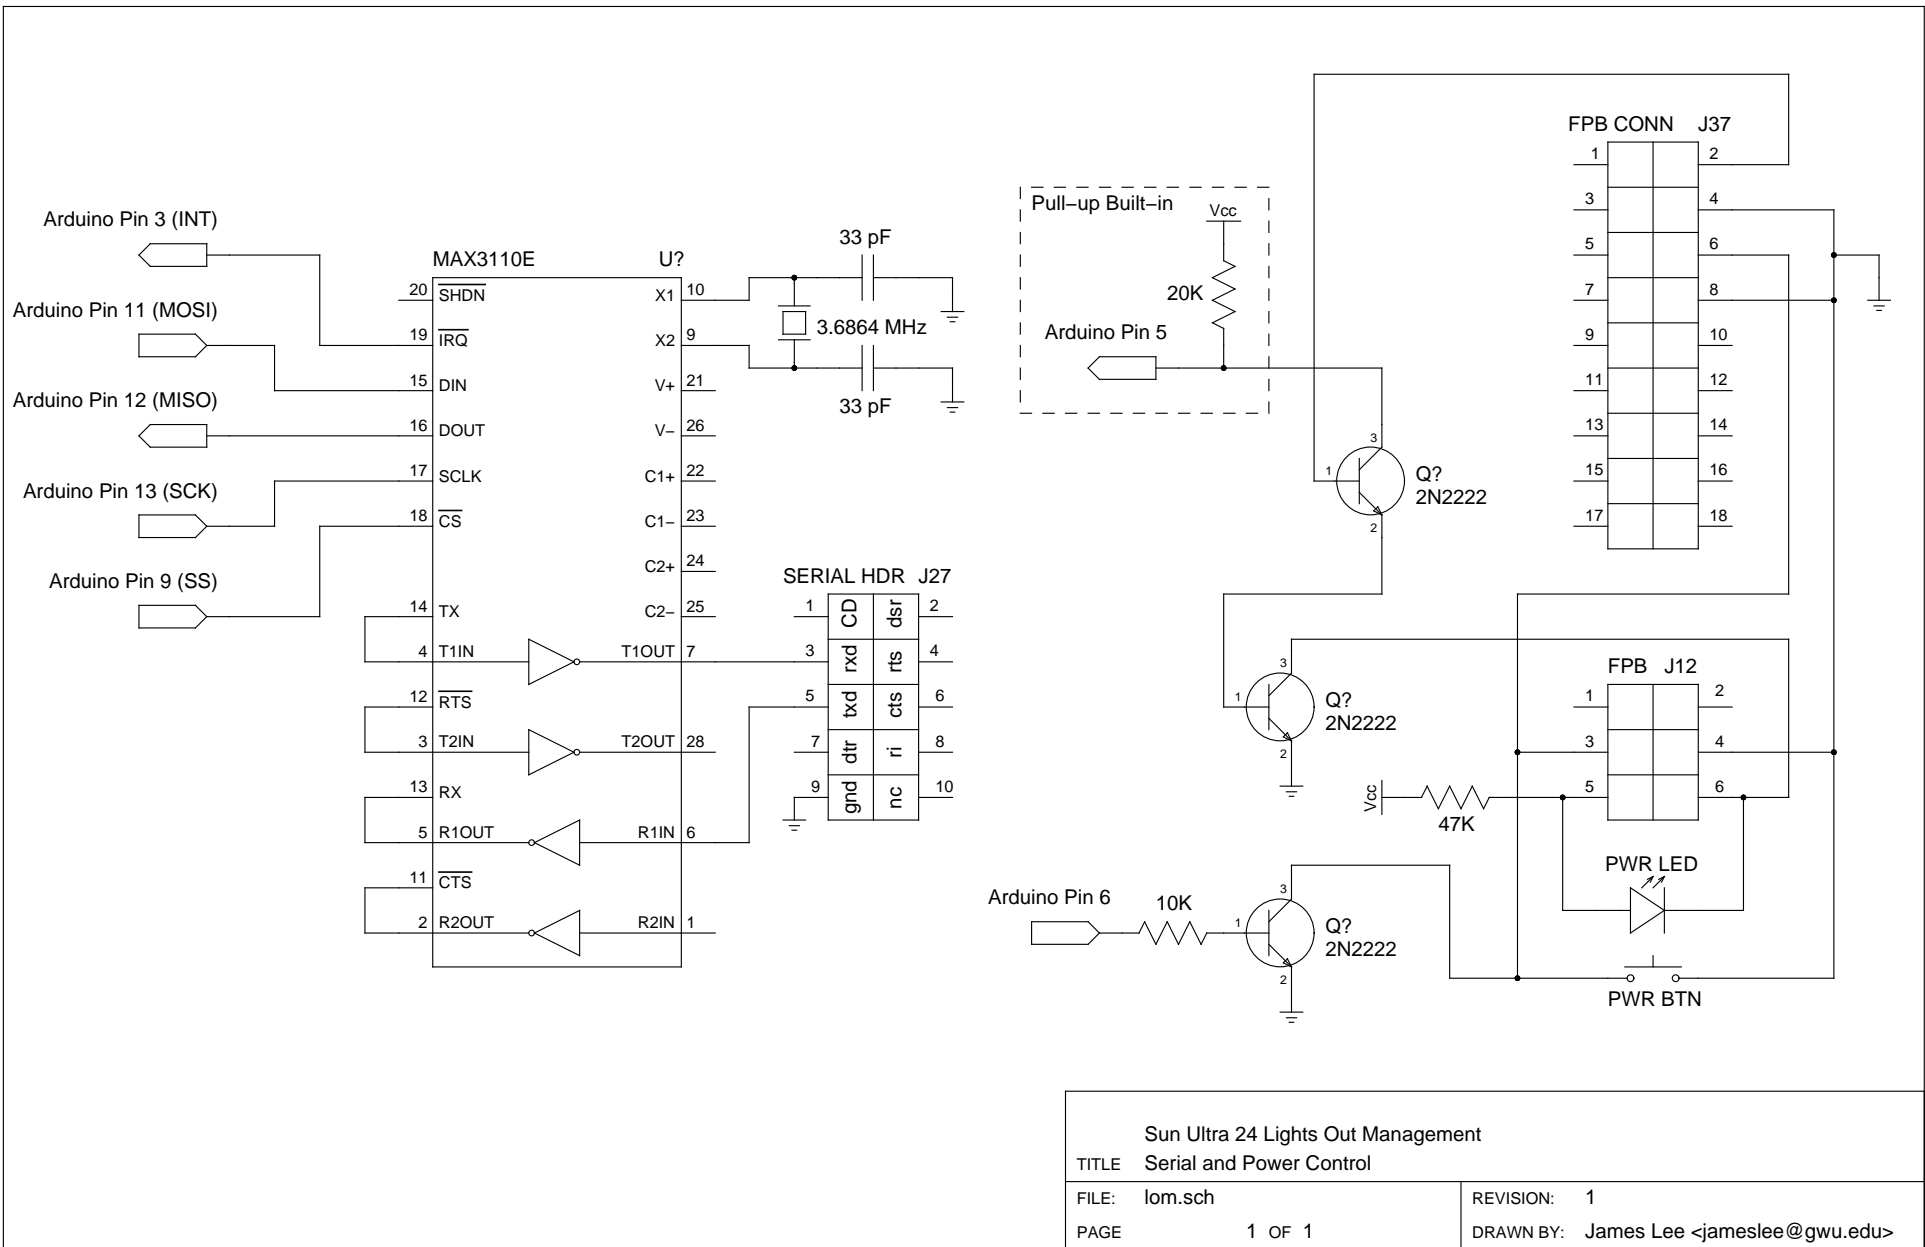 Arduino Pin 3 (INT)
Arduino Pin 11 (MOSI)
Arduino Pin 12 (MISO)
Arduino Pin 13 (SCK)
Arduino Pin 9 (SS)
MAX3110E U?
20 SHDN X1 10
19 IRQ X2 9
15 DIN V+ 21
16 DOUT V− 26
17 SCLK C1+ 22
18 CS C1− 23
C2+ 24
14 TX C2− 25
4 T1IN T1OUT 7
12 RTS
3 T2IN T2OUT 28
13 RX
5 R1OUT R1IN 6
11 CTS
2 R2OUT R2IN 1
33 pF
3.6864 MHz
33 pF
SERIAL HDR J27
1 CD dsr 2
3 rxd rts 4
5 txd cts 6
7 dtr ri 8
9 gnd nc 10
Pull−up Built−in
Vcc
20K
Arduino Pin 5
3
1
2
Q?
2N2222
3
1
2
Q?
2N2222
Arduino Pin 6
10K
3
1
2
Q?
2N2222
FPB CONN J37
1 2
3 4
5 6
7 8
9 10
11 12
13 14
15 16
17 18
FPB J12
1 2
3 4
5 6
Vcc
47K
PWR LED
PWR BTN
Sun Ultra 24 Lights Out Management
TITLE Serial and Power Control
FILE: lom.sch REVISION: 1
PAGE 1 OF 1 DRAWN BY: James Lee <jameslee@gwu.edu>